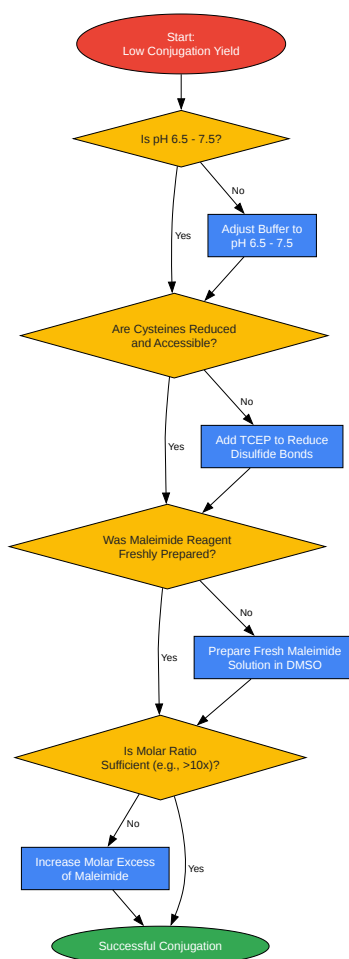 Start:
Low Conjugation Yield
Is pH 6.5 - 7.5?
No
Yes
Adjust Buffer to
pH 6.5 - 7.5
Are Cysteines Reduced
and Accessible?
No
Yes
Add TCEP to Reduce
Disulfide Bonds
Was Maleimide Reagent
Freshly Prepared?
No
Yes
Prepare Fresh Maleimide
Solution in DMSO
Is Molar Ratio
Sufficient (e.g., >10x)?
No
Yes
Increase Molar Excess
of Maleimide
Successful Conjugation